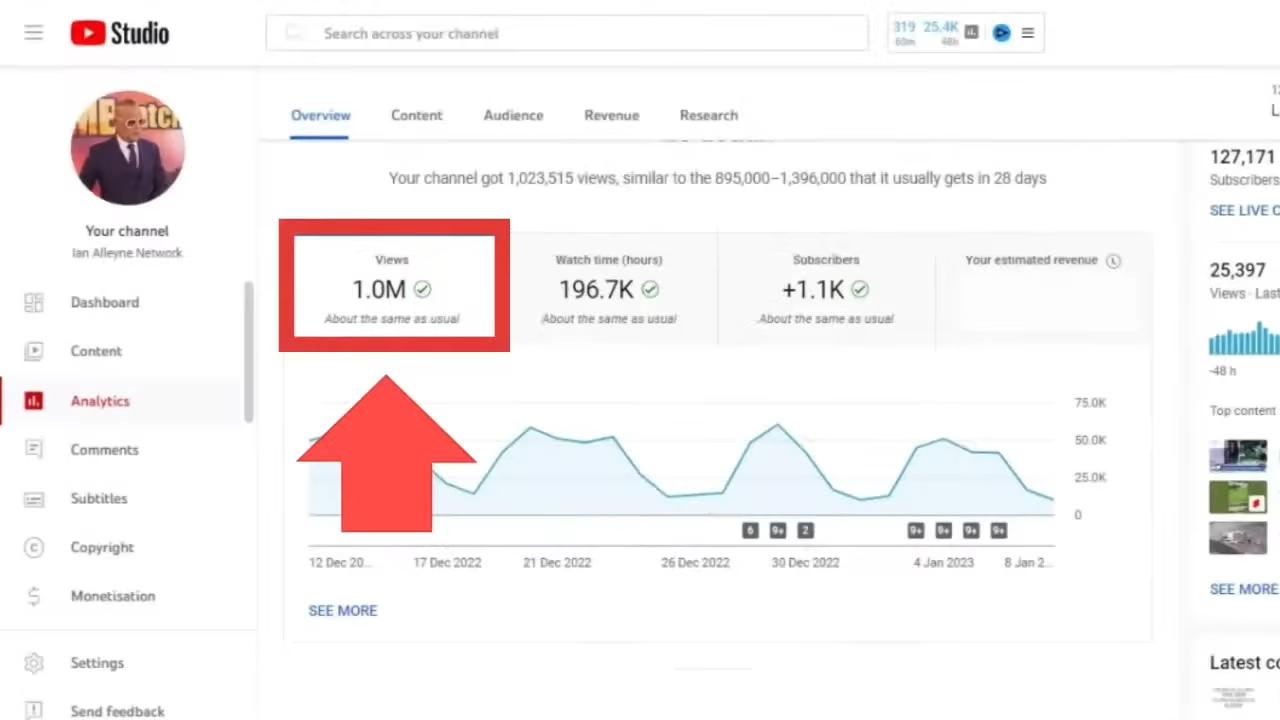 Studio
Search across your channel
319 25.4K
60m 48h
Overview Content Audience Revenue Research
Your channel got 1,023,515 views, similar to the 895,000–1,396,000 that it usually gets in 28 days
Your channel
Ian Alleyne Network
Dashboard
Content
Analytics
Comments
Subtitles
Copyright
Monetisation
Settings
Send feedback
Views
1.0M
About the same as usual
Watch time (hours)
196.7K
About the same as usual
Subscribers
+1.1K
About the same as usual
Your estimated revenue
75.0K
50.0K
25.0K
0
6 9+ 2 9+ 9+ 9+ 9+
12 Dec 20... 17 Dec 2022 21 Dec 2022 26 Dec 2022 30 Dec 2022 4 Jan 2023 8 Jan 2...
SEE MORE
127,171
Subscribers
SEE LIVE C
25,397
Views · Last
-48 h
Top content
SEE MORE
Latest co